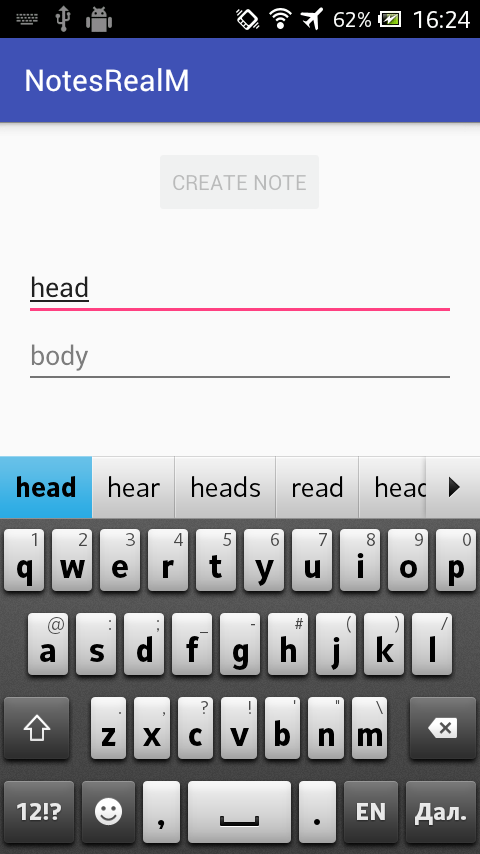 62% 16:24
NotesRealM
CREATE NOTE
head
body
head hear heads read head
1 2 3 4 5 6 7 8 9 0
q w e r t y u i o p
@ : ; _ - # ( ) /
a s d f g h j k l
. , ? ! ' " \
z x c v b n m
12!? , . EN Дал.